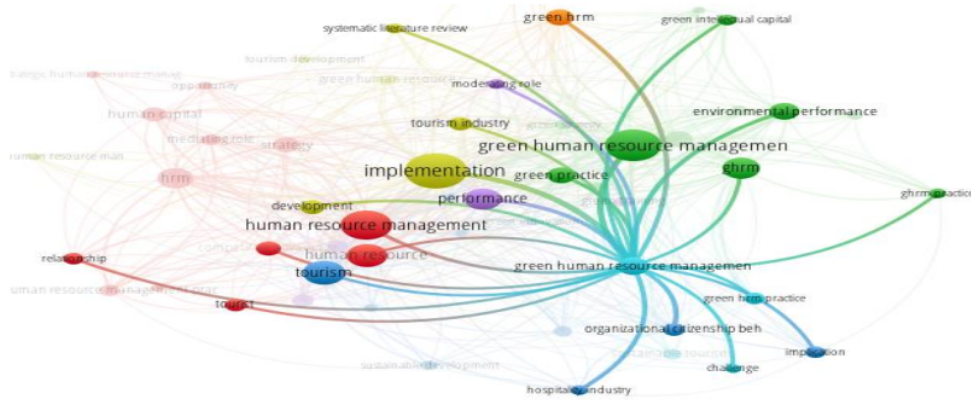 green hrm
green intellectual capital
systematic literature review
tourism development
green human resource
moderating role
opportunity
human capital
environmental performance
tourism industry
mediating role
strategy
green human resource managemen
implementation
green practice
ghrm
hrm
performance
ghrm practice
development
human resource management
human resource
relationship
tourism
green human resource managemen
tourist
green hrm practice
organizational citizenship beh
implication
sustainable tourism
sustainable development
challenge
hospitality industry